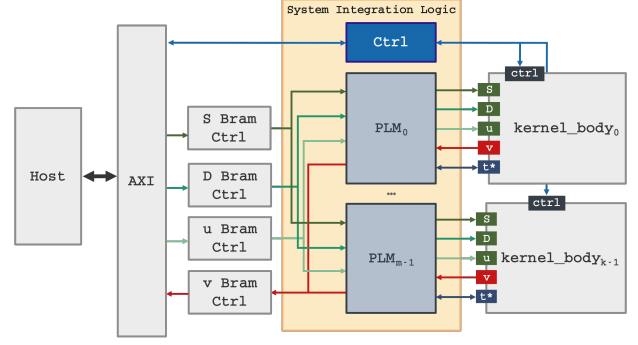 System Integration Logic
Ctrl
ctrl
S Bram
Ctrl
PLM0
S
D
u
v
t*
kernel_body0
Host
AXI
D Bram
Ctrl
...
ctrl
u Bram
Ctrl
PLMm-1
S
D
u
v
t*
kernel_bodyk-1
v Bram
Ctrl